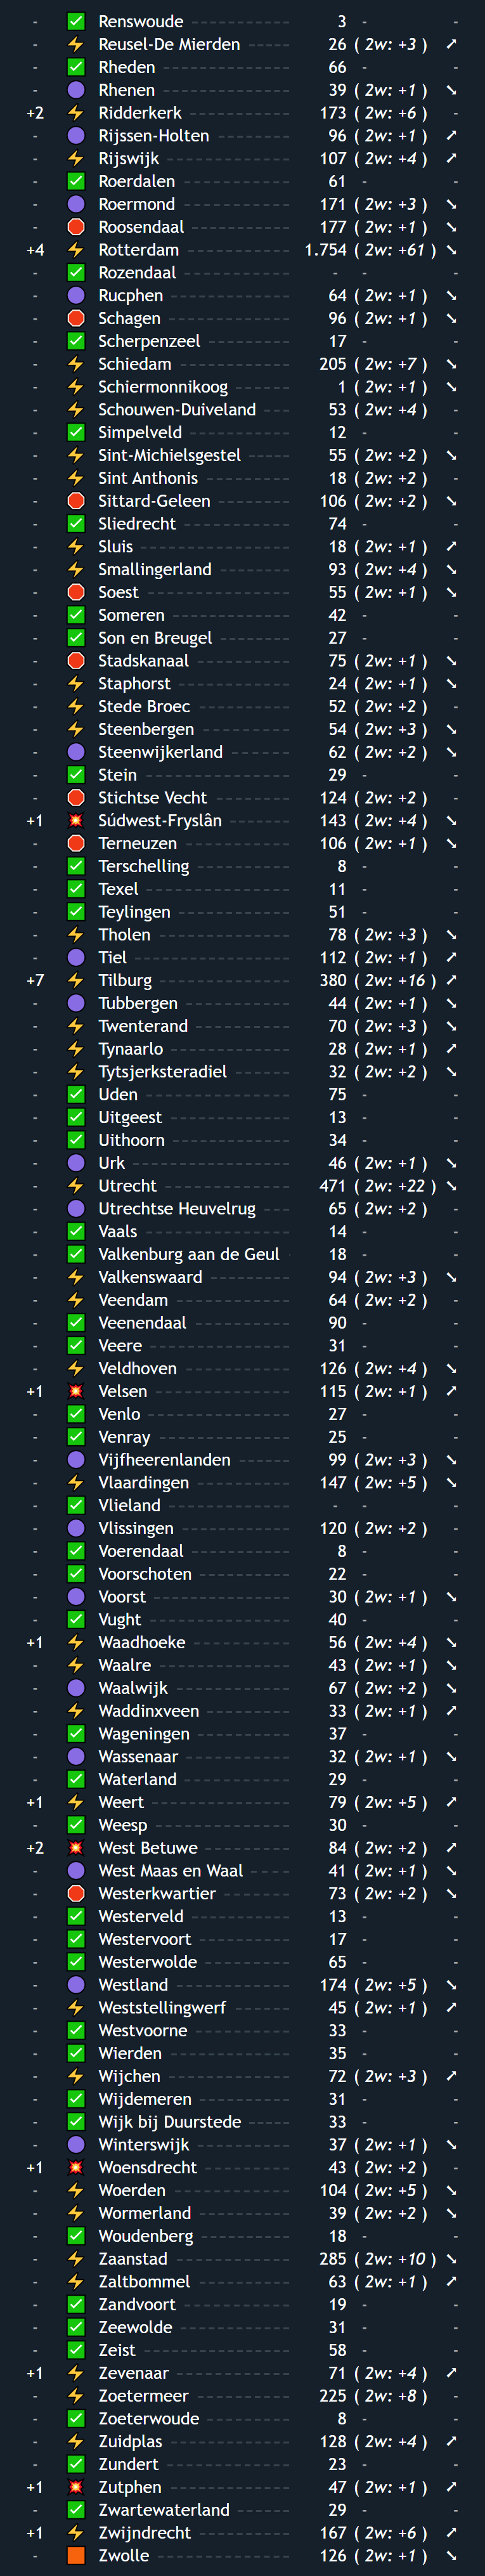 - ✅ Renswoude 3 - -
- ⚡ Reusel-De Mierden 26 ( 2w: +3 ) ➚
- ✅ Rheden 66 - -
- 🟣 Rhenen 39 ( 2w: +1 ) ➘
+2 ⚡ Ridderkerk 173 ( 2w: +6 ) -
- 🟣 Rijssen-Holten 96 ( 2w: +1 ) ➚
- ⚡ Rijswijk 107 ( 2w: +4 ) ➚
- ✅ Roerdalen 61 - -
- 🟣 Roermond 171 ( 2w: +3 ) ➘
- 🛑 Roosendaal 177 ( 2w: +1 ) ➘
+4 ⚡ Rotterdam 1.754 ( 2w: +61 ) ➘
- ✅ Rozendaal - - -
- 🟣 Rucphen 64 ( 2w: +1 ) ➘
- 🛑 Schagen 96 ( 2w: +1 ) ➘
- ✅ Scherpenzeel 17 - -
- ⚡ Schiedam 205 ( 2w: +7 ) ➘
- ⚡ Schiermonnikoog 1 ( 2w: +1 ) ➘
- ⚡ Schouwen-Duiveland 53 ( 2w: +4 ) -
- ✅ Simpelveld 12 - -
- ⚡ Sint-Michielsgestel 55 ( 2w: +2 ) ➘
- ⚡ Sint Anthonis 18 ( 2w: +2 ) -
- 🛑 Sittard-Geleen 106 ( 2w: +2 ) ➘
- ✅ Sliedrecht 74 - -
- ⚡ Sluis 18 ( 2w: +1 ) ➚
- ⚡ Smallingerland 93 ( 2w: +4 ) ➘
- 🛑 Soest 55 ( 2w: +1 ) ➘
- ✅ Someren 42 - -
- ✅ Son en Breugel 27 - -
- 🛑 Stadskanaal 75 ( 2w: +1 ) ➘
- ⚡ Staphorst 24 ( 2w: +1 ) ➘
- ⚡ Stede Broec 52 ( 2w: +2 ) -
- ⚡ Steenbergen 54 ( 2w: +3 ) ➘
- 🟣 Steenwijkerland 62 ( 2w: +2 ) ➘
- ✅ Stein 29 - -
- 🛑 Stichtse Vecht 124 ( 2w: +2 ) -
+1 💥 Súdwest-Fryslân 143 ( 2w: +4 ) ➘
- 🛑 Terneuzen 106 ( 2w: +1 ) ➘
- ✅ Terschelling 8 - -
- ✅ Texel 11 - -
- ✅ Teylingen 51 - -
- ⚡ Tholen 78 ( 2w: +3 ) ➘
- 🟣 Tiel 112 ( 2w: +1 ) ➚
+7 ⚡ Tilburg 380 ( 2w: +16 ) ➚
- 🟣 Tubbergen 44 ( 2w: +1 ) ➘
- ⚡ Twenterand 70 ( 2w: +3 ) ➘
- ⚡ Tynaarlo 28 ( 2w: +1 ) ➚
- ⚡ Tytsjerksteradiel 32 ( 2w: +2 ) ➘
- ✅ Uden 75 - -
- ✅ Uitgeest 13 - -
- ✅ Uithoorn 34 - -
- 🟣 Urk 46 ( 2w: +1 ) ➘
- ⚡ Utrecht 471 ( 2w: +22 ) ➘
- 🟣 Utrechtse Heuvelrug 65 ( 2w: +2 ) -
- ✅ Vaals 14 - -
- ✅ Valkenburg aan de Geul 18 - -
- ⚡ Valkenswaard 94 ( 2w: +3 ) ➘
- ⚡ Veendam 64 ( 2w: +2 ) -
- ✅ Veenendaal 90 - -
- ✅ Veere 31 - -
- ⚡ Veldhoven 126 ( 2w: +4 ) ➘
+1 💥 Velsen 115 ( 2w: +1 ) ➚
- ✅ Venlo 27 - -
- ✅ Venray 25 - -
- 🟣 Vijfheerenlanden 99 ( 2w: +3 ) ➘
- ⚡ Vlaardingen 147 ( 2w: +5 ) ➘
- ✅ Vlieland - - -
- 🟣 Vlissingen 120 ( 2w: +2 ) -
- ✅ Voerendaal 8 - -
- ✅ Voorschoten 22 - -
- 🟣 Voorst 30 ( 2w: +1 ) ➘
- ✅ Vught 40 - -
+1 ⚡ Waadhoeke 56 ( 2w: +4 ) ➘
- ⚡ Waalre 43 ( 2w: +1 ) ➘
- 🟣 Waalwijk 67 ( 2w: +2 ) ➘
- ⚡ Waddinxveen 33 ( 2w: +1 ) ➚
- ✅ Wageningen 37 - -
- 🟣 Wassenaar 32 ( 2w: +1 ) ➘
- ✅ Waterland 29 - -
+1 ⚡ Weert 79 ( 2w: +5 ) ➚
- ✅ Weesp 30 - -
+2 💥 West Betuwe 84 ( 2w: +2 ) ➚
- 🟣 West Maas en Waal 41 ( 2w: +1 ) ➘
- 🛑 Westerkwartier 73 ( 2w: +2 ) ➘
- ✅ Westerveld 13 - -
- ✅ Westervoort 17 - -
- ✅ Westerwolde 65 - -
- 🟣 Westland 174 ( 2w: +5 ) ➘
- ⚡ Weststellingwerf 45 ( 2w: +1 ) ➚
- ✅ Westvoorne 33 - -
- ✅ Wierden 35 - -
- ⚡ Wijchen 72 ( 2w: +3 ) ➚
- ✅ Wijdemeren 31 - -
- ✅ Wijk bij Duurstede 33 - -
- 🟣 Winterswijk 37 ( 2w: +1 ) ➘
+1 💥 Woensdrecht 43 ( 2w: +2 ) -
- ⚡ Woerden 104 ( 2w: +5 ) ➘
- ⚡ Wormerland 39 ( 2w: +2 ) ➘
- ✅ Woudenberg 18 - -
- ⚡ Zaanstad 285 ( 2w: +10 ) ➘
- ⚡ Zaltbommel 63 ( 2w: +1 ) ➚
- ✅ Zandvoort 19 - -
- ✅ Zeewolde 31 - -
- ✅ Zeist 58 - -
+1 ⚡ Zevenaar 71 ( 2w: +4 ) ➚
- ⚡ Zoetermeer 225 ( 2w: +8 ) -
- ✅ Zoeterwoude 8 - -
- ⚡ Zuidplas 128 ( 2w: +4 ) ➚
- ✅ Zundert 23 - -
+1 💥 Zutphen 47 ( 2w: +1 ) ➚
- ✅ Zwartewaterland 29 - -
+1 ⚡ Zwijndrecht 167 ( 2w: +6 ) ➚
- 🟧 Zwolle 126 ( 2w: +1 ) ➘